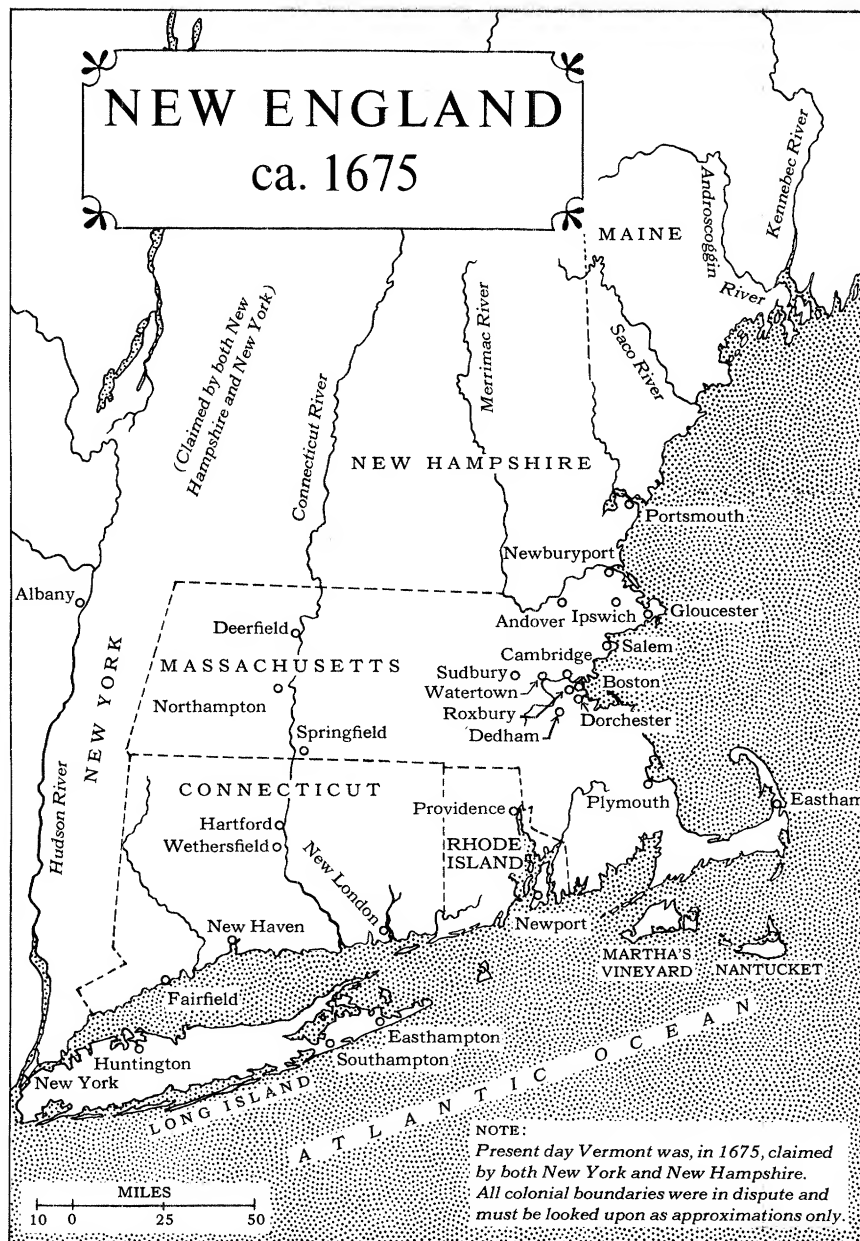 NEW ENGLAND
ca. 1675
Kennebec River
Androscoggin
River
MAINE
Saco River
Merrimac River
(Claimed by both New
Hampshire and New York)
Connecticut River
NEW HAMPSHIRE
Portsmouth
Newburyport
Albany
Andover
Ipswich
Gloucester
Deerfield
NEW YORK
MASSACHUSETTS
Cambridge
Salem
Sudbury
Watertown
Boston
Northampton
Roxbury
Dorchester
Dedham
Springfield
CONNECTICUT
Providence
Plymouth
Eastham
Hudson River
Hartford
Wethersfield
RHODE
ISLAND
New London
New Haven
Newport
MARTHA'S
VINEYARD
NANTUCKET
Fairfield
Easthampton
Huntington
Southampton
New York
LONG ISLAND
ATLANTIC OCEAN
NOTE:
Present day Vermont was, in 1675, claimed
by both New York and New Hampshire.
All colonial boundaries were in dispute and
must be looked upon as approximations only.
MILES
10 0 25 50